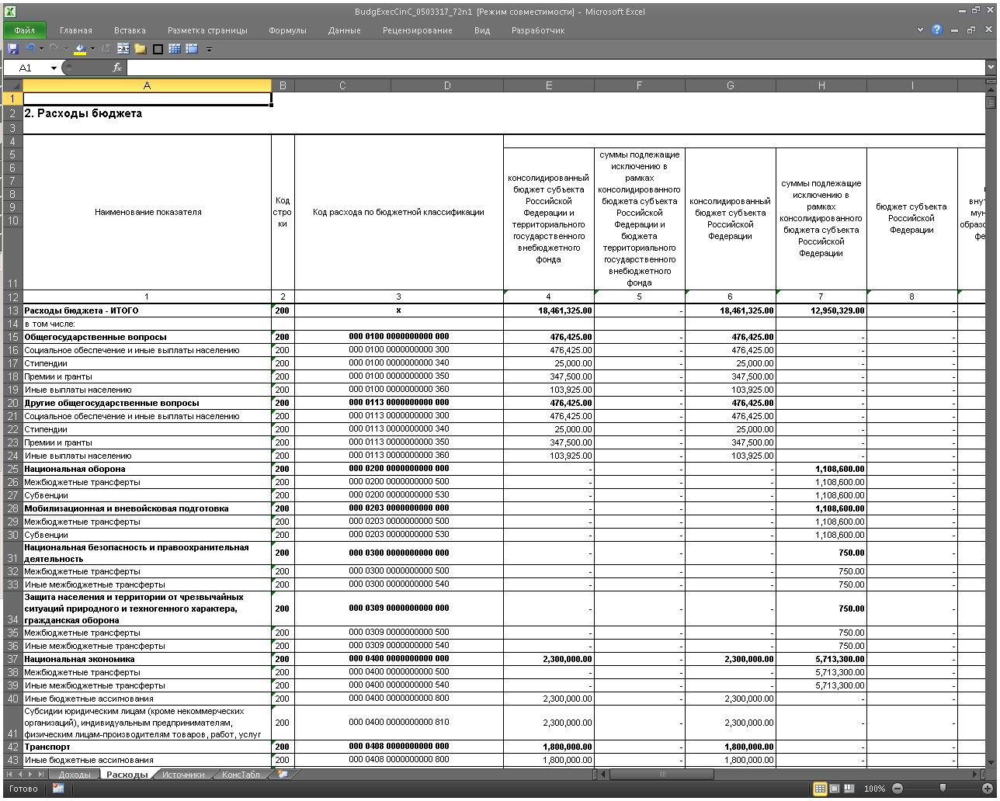 BudgExecCinC_0503317_72n1 [Режим совместимости] - Microsoft Excel
Файл Главная Вставка Разметка страницы Формулы Данные Рецензирование Вид Разработчик
A1 fx
A B C D E F G H I
1
2 2. Расходы бюджета
3
4
5
6
7
8
9
10
11
Наименование показателя
Код
стро
ки
Код расхода по бюджетной классификации
консолидированный
бюджет субъекта
Российской
Федерации и
территориального
государственного
внебюджетного
фонда
суммы подлежащие
исключению в
рамках
консолидированного
бюджета субъекта
Российской
Федерации и
бюджета
территориального
государственного
внебюджетного
фонда
консолидированный
бюджет субъекта
Российской
Федерации
суммы подлежащие
исключению в
рамках
консолидированного
бюджета субъекта
Российской
Федерации
бюджет субъекта
Российской
Федерации
внут
мун
образо
фе
12 1 2 3 4 5 6 7 8
13 Расходы бюджета - ИТОГО 200 x 18,461,325.00 - 18,461,325.00 12,950,329.00 -
14 в том числе:
15 Общегосударственные вопросы 200 000 0100 0000000000 000 476,425.00 - 476,425.00 - -
16 Социальное обеспечение и иные выплаты населению 200 000 0100 0000000000 300 476,425.00 - 476,425.00 - -
17 Стипендии 200 000 0100 0000000000 340 25,000.00 - 25,000.00 - -
18 Премии и гранты 200 000 0100 0000000000 350 347,500.00 - 347,500.00 - -
19 Иные выплаты населению 200 000 0100 0000000000 360 103,925.00 - 103,925.00 - -
20 Другие общегосударственные вопросы 200 000 0113 0000000000 000 476,425.00 - 476,425.00 - -
21 Социальное обеспечение и иные выплаты населению 200 000 0113 0000000000 300 476,425.00 - 476,425.00 - -
22 Стипендии 200 000 0113 0000000000 340 25,000.00 - 25,000.00 - -
23 Премии и гранты 200 000 0113 0000000000 350 347,500.00 - 347,500.00 - -
24 Иные выплаты населению 200 000 0113 0000000000 360 103,925.00 - 103,925.00 - -
25 Национальная оборона 200 000 0200 0000000000 000 - - - 1,108,600.00 -
26 Межбюджетные трансферты 200 000 0200 0000000000 500 - - - 1,108,600.00 -
27 Субвенции 200 000 0200 0000000000 530 - - - 1,108,600.00 -
28 Мобилизационная и вневойсковая подготовка 200 000 0203 0000000000 000 - - - 1,108,600.00 -
29 Межбюджетные трансферты 200 000 0203 0000000000 500 - - - 1,108,600.00 -
30 Субвенции 200 000 0203 0000000000 530 - - - 1,108,600.00 -
Национальная безопасность и правоохранительная
31 деятельность 200 000 0300 0000000000 000 - - - 750.00 -
32 Межбюджетные трансферты 200 000 0300 0000000000 500 - - - 750.00 -
33 Иные межбюджетные трансферты 200 000 0300 0000000000 540 - - - 750.00 -
Защита населения и территории от чрезвычайных
ситуаций природного и техногенного характера, 200 000 0309 0000000000 000 - - - 750.00 -
34 гражданская оборона
35 Межбюджетные трансферты 200 000 0309 0000000000 500 - - - 750.00 -
36 Иные межбюджетные трансферты 200 000 0309 0000000000 540 - - - 750.00 -
37 Национальная экономика 200 000 0400 0000000000 000 2,300,000.00 - 2,300,000.00 5,713,300.00 -
38 Межбюджетные трансферты 200 000 0400 0000000000 500 - - - 5,713,300.00 -
39 Иные межбюджетные трансферты 200 000 0400 0000000000 540 - - - 5,713,300.00 -
40 Иные бюджетные ассигнования 200 000 0400 0000000000 800 2,300,000.00 - 2,300,000.00 - -
Субсидии юридическим лицам (кроме некоммерческих
организаций), индивидуальным предпринимателям, 200 000 0400 0000000000 810 2,300,000.00 - 2,300,000.00 - -
41 физическим лицам-производителям товаров, работ, услуг
42 Транспорт 200 000 0408 0000000000 000 1,800,000.00 - 1,800,000.00 - -
43 Иные бюджетные ассигнования 200 000 0408 0000000000 800 1,800,000.00 - 1,800,000.00 - -
Доходы Расходы Источники КонсТабл
Готово 100%